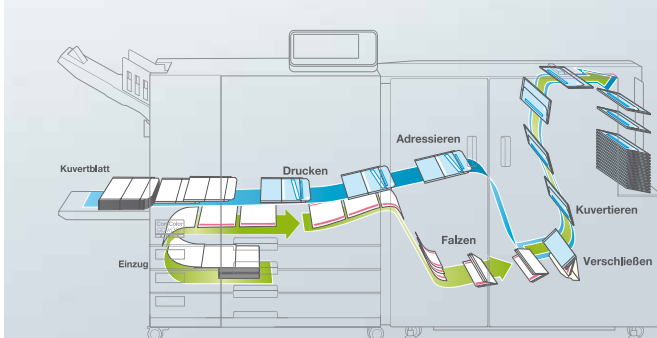 Adressieren
Drucken
Kuvertblatt
Kuvertieren
Falzen
Einzug
Verschließen